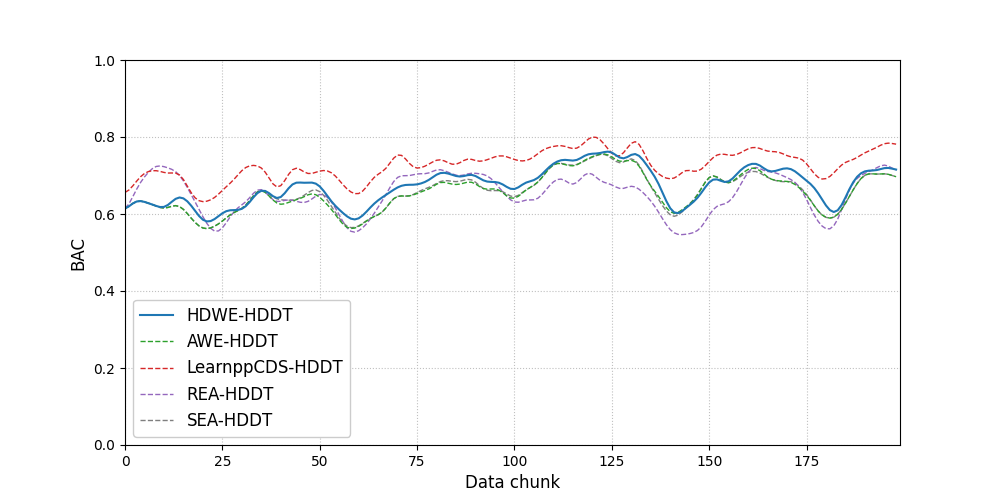 1.0
0.8
0.6
0.4
0.2
0.0
BAC
HDWE-HDDT
AWE-HDDT
LearnppCDS-HDDT
REA-HDDT
SEA-HDDT
0 25 50 75 100 125 150 175
Data chunk